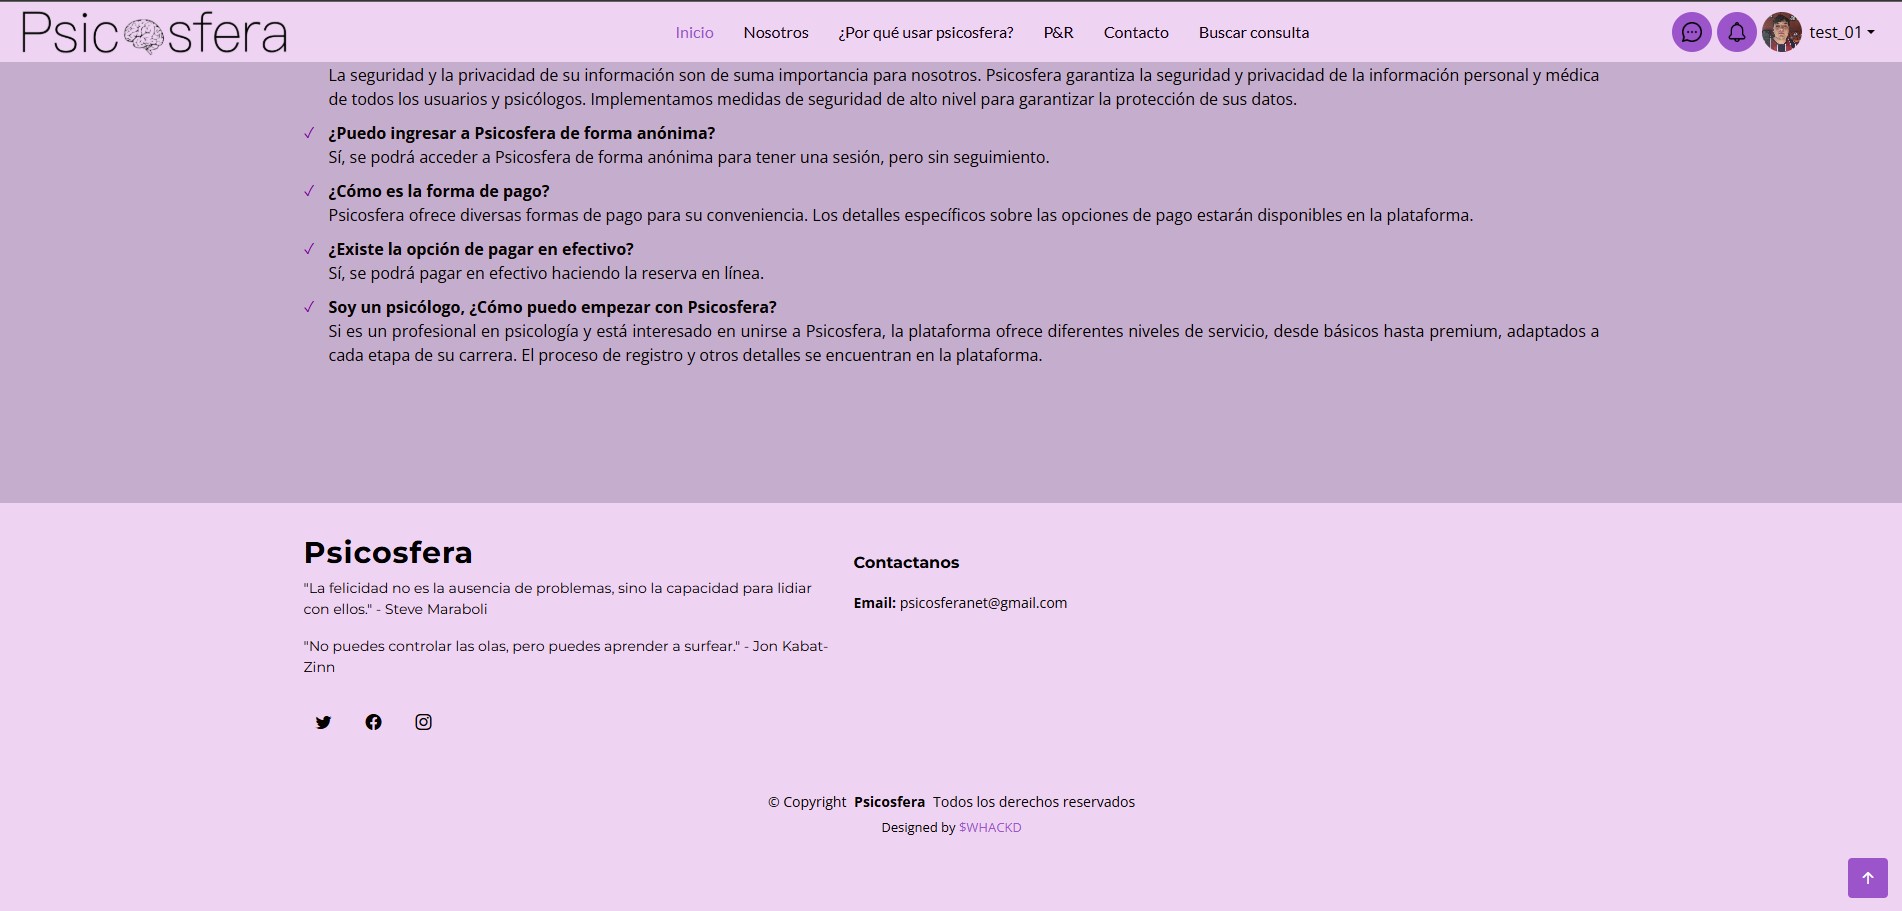 Psicosfera
Inicio
Nosotros
¿Por qué usar psicosfera?
P&R
Contacto
Buscar consulta
test_01
La seguridad y la privacidad de su información son de suma importancia para nosotros. Psicosfera garantiza la seguridad y privacidad de la información personal y médica
de todos los usuarios y psicólogos. Implementamos medidas de seguridad de alto nivel para garantizar la protección de sus datos.
¿Puedo ingresar a Psicosfera de forma anónima?
Sí, se podrá acceder a Psicosfera de forma anónima para tener una sesión, pero sin seguimiento.
¿Cómo es la forma de pago?
Psicosfera ofrece diversas formas de pago para su conveniencia. Los detalles específicos sobre las opciones de pago estarán disponibles en la plataforma.
¿Existe la opción de pagar en efectivo?
Sí, se podrá pagar en efectivo haciendo la reserva en línea.
Soy un psicólogo, ¿Cómo puedo empezar con Psicosfera?
Si es un profesional en psicología y está interesado en unirse a Psicosfera, la plataforma ofrece diferentes niveles de servicio, desde básicos hasta premium, adaptados a
cada etapa de su carrera. El proceso de registro y otros detalles se encuentran en la plataforma.
Psicosfera
"La felicidad no es la ausencia de problemas, sino la capacidad para lidiar
con ellos." - Steve Maraboli
"No puedes controlar las olas, pero puedes aprender a surfear." - Jon Kabat-
Zinn
Contactanos
Email: psicosferanet@gmail.com
© Copyright Psicosfera Todos los derechos reservados
Designed by $WHACKD